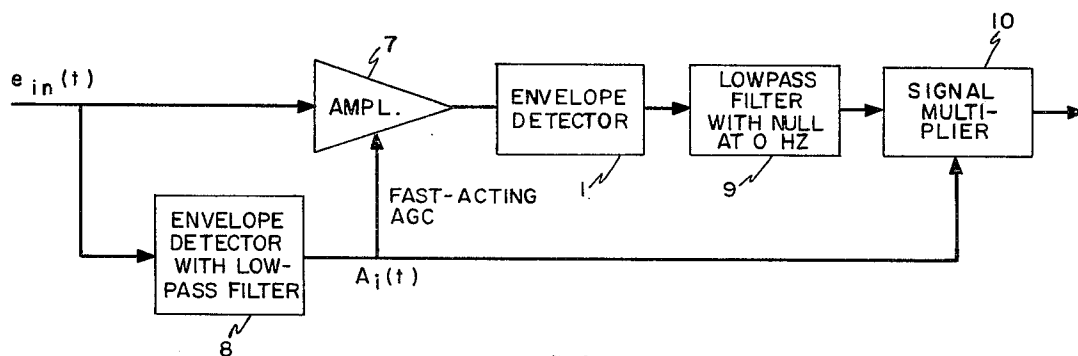 10
7
e in (t)
AMPL.
ENVELOPE
DETECTOR
LOWPASS
FILTER
WITH NULL
AT 0 HZ
SIGNAL
MULTI-
PLIER
1
9
FAST-ACTING
AGC
ENVELOPE
DETECTOR
WITH LOW-
PASS FILTER
A i (t)
8